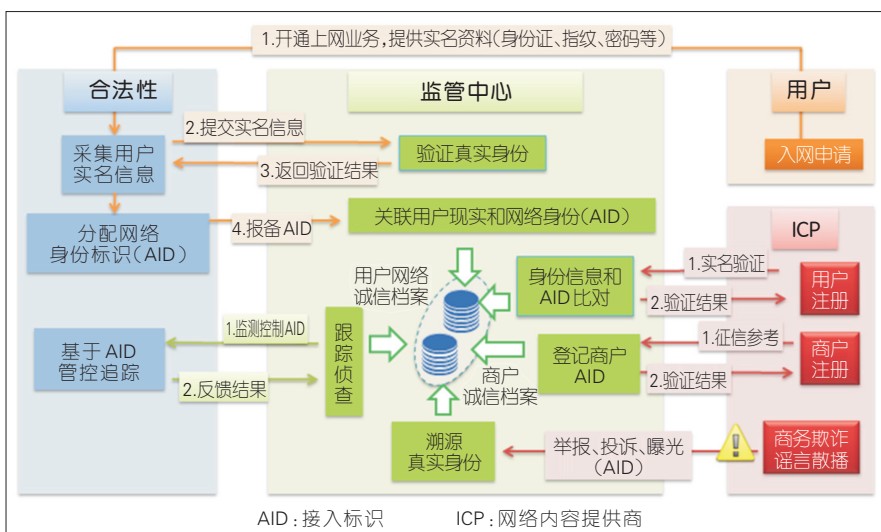 1.开通上网业务,提供实名资料(身份证、指纹、密码等)
合法性
监管中心
用户
采集用户
实名信息
2.提交实名信息
3.返回验证结果
验证真实身份
入网申请
分配网络
身份标识(AID)
4.报备AID
关联用户现实和网络身份(AID)
ICP
用户网络
诚信档案
身份信息和
AID比对
1.实名验证
2.验证结果
用户
注册
基于AID
管控追踪
1.监测控制AID
2.反馈结果
跟
踪
侦
查
商户
诚信档案
登记商户
AID
1.征信参考
2.验证结果
商户
注册
溯源
真实身份
举报、投诉、曝光
(AID)
商务欺诈
谣言散播
AID:接入标识 ICP:网络内容提供商